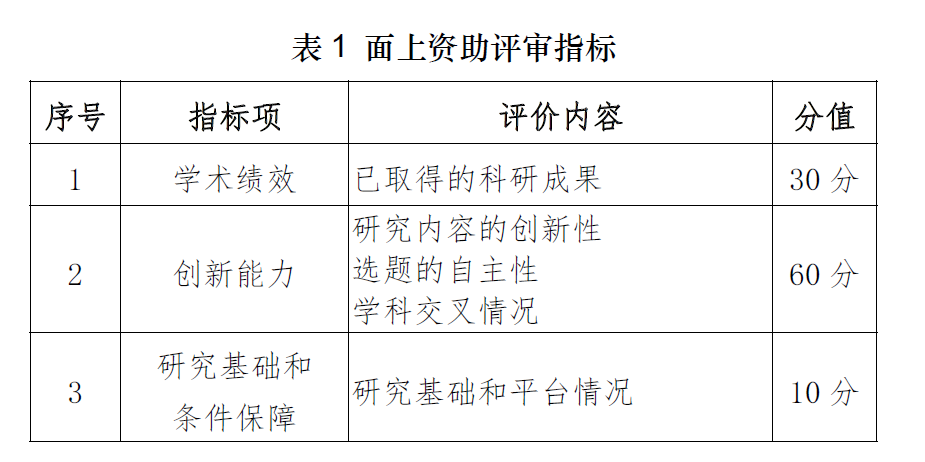 表 1 面上资助评审指标
序号 指标项 评价内容 分值
1 学术绩效 已取得的科研成果 30 分
2 创新能力 研究内容的创新性 60 分
选题的自主性
学科交叉情况
3 研究基础和 研究基础和平台情况 10 分
条件保障